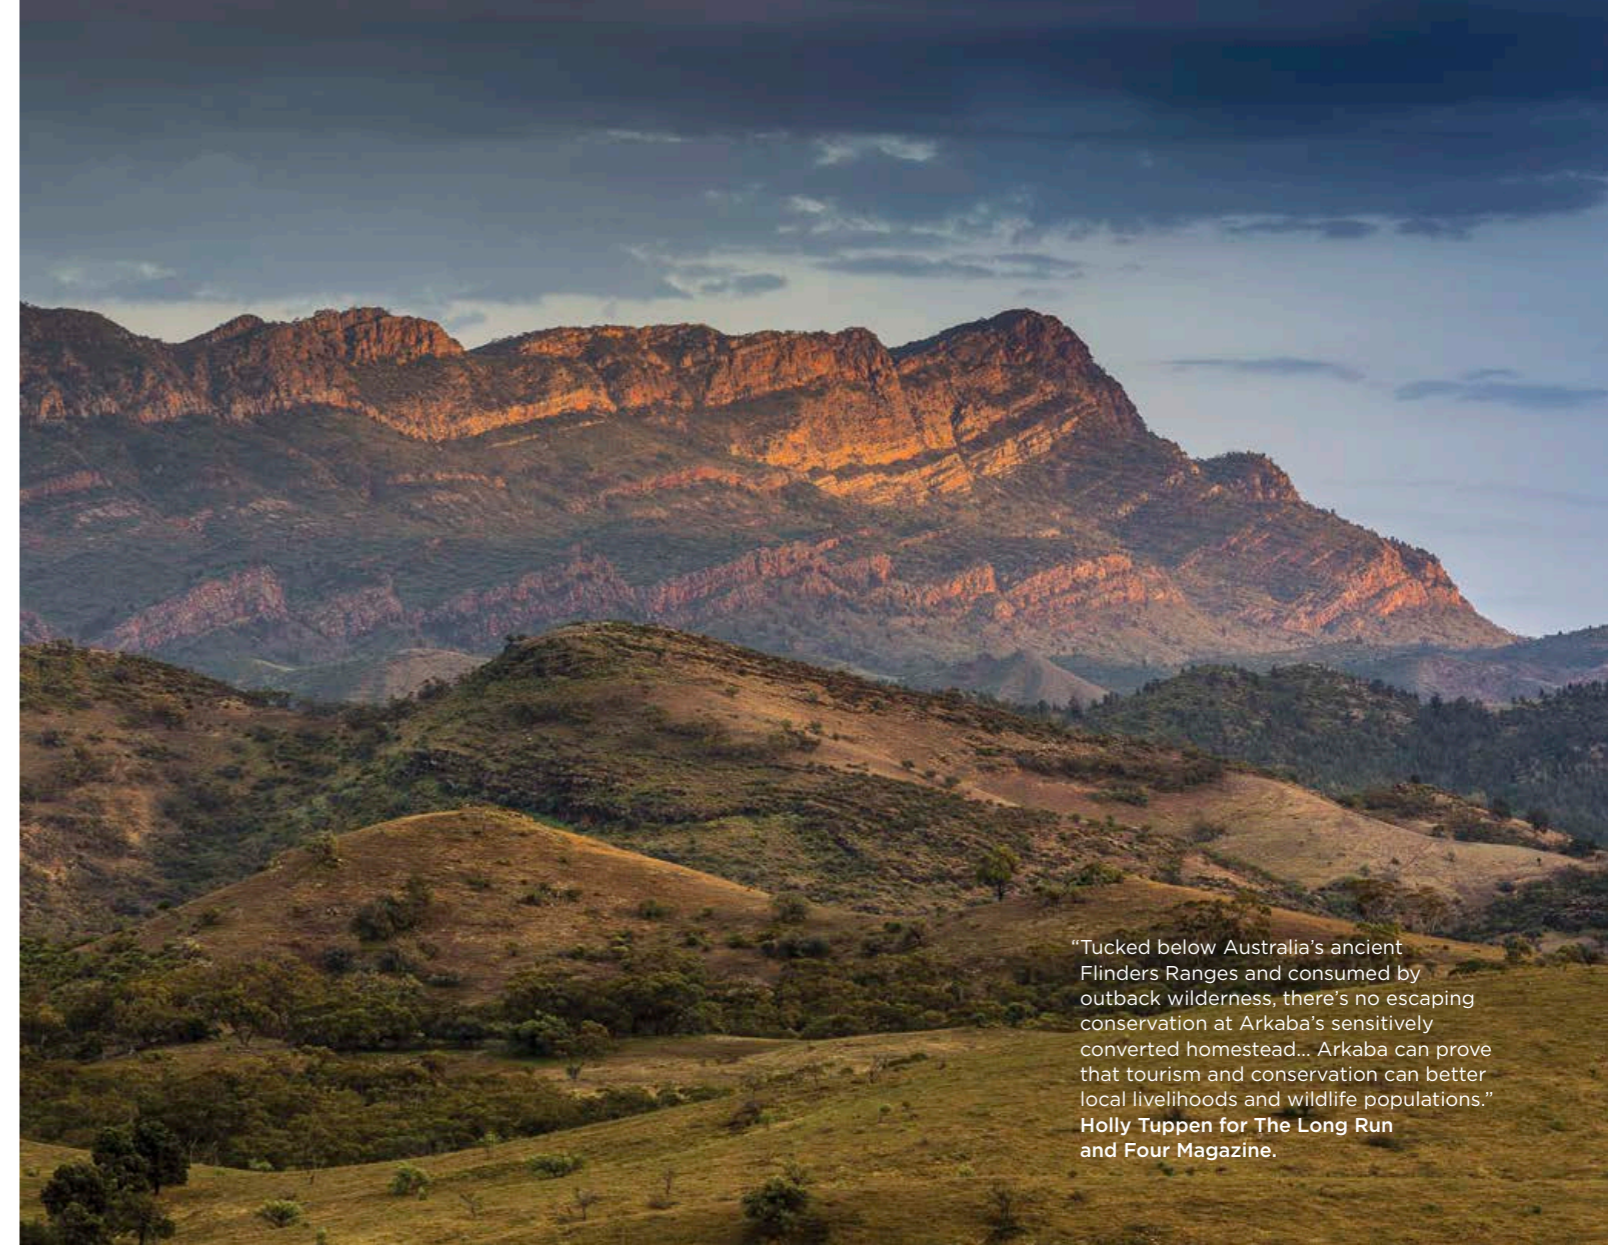 “Tucked below Australia’s ancient
Flinders Ranges and consumed by
outback wilderness, there’s no escaping
conservation at Arkaba’s sensitively
converted homestead... Arkaba can prove
that tourism and conservation can better
local livelihoods and wildlife populations.”
Holly Tuppen for The Long Run
and Four Magazine.